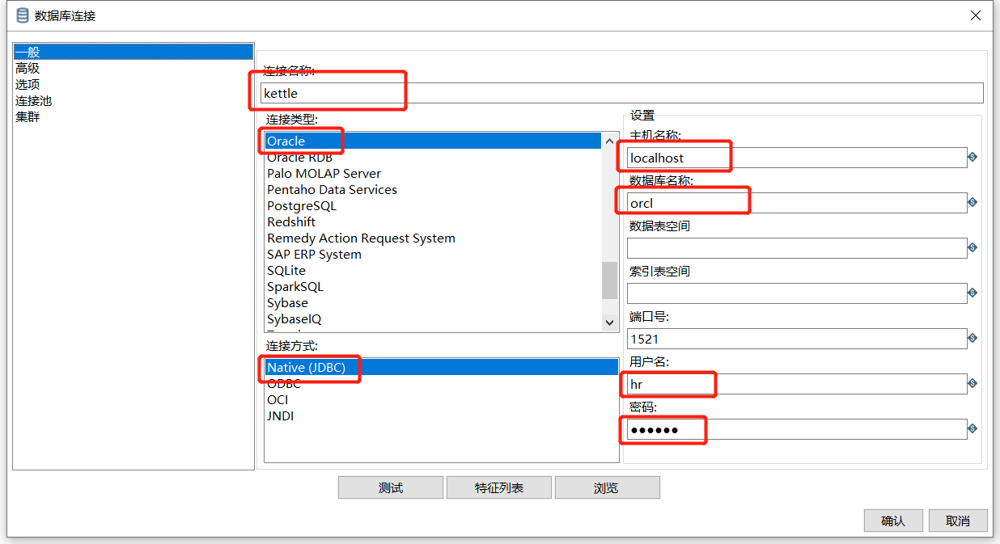 数据库连接
一般
高级
选项
连接池
集群
连接名称:
kettle
连接类型:
Oracle
Oracle RDB
Palo MOLAP Server
Pentaho Data Services
PostgreSQL
Redshift
Remedy Action Request System
SAP ERP System
SQLite
SparkSQL
Sybase
SybaseIQ
连接方式:
Native (JDBC)
ODBC
OCI
JNDI
设置
主机名称:
localhost
数据库名称:
orcl
数据表空间
索引表空间
端口号:
1521
用户名:
hr
密码:
●●●●●●
测试
特征列表
浏览
确认
取消